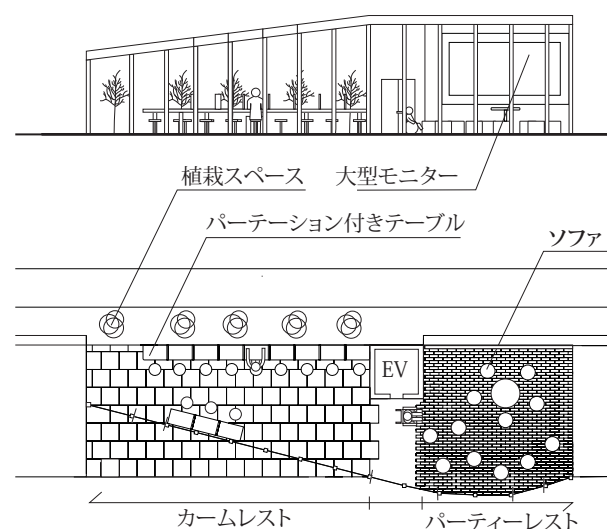 植栽スペース
大型モニター
パーテーション付きテーブル
ソファ
EV
カームレスト
パーティーレスト